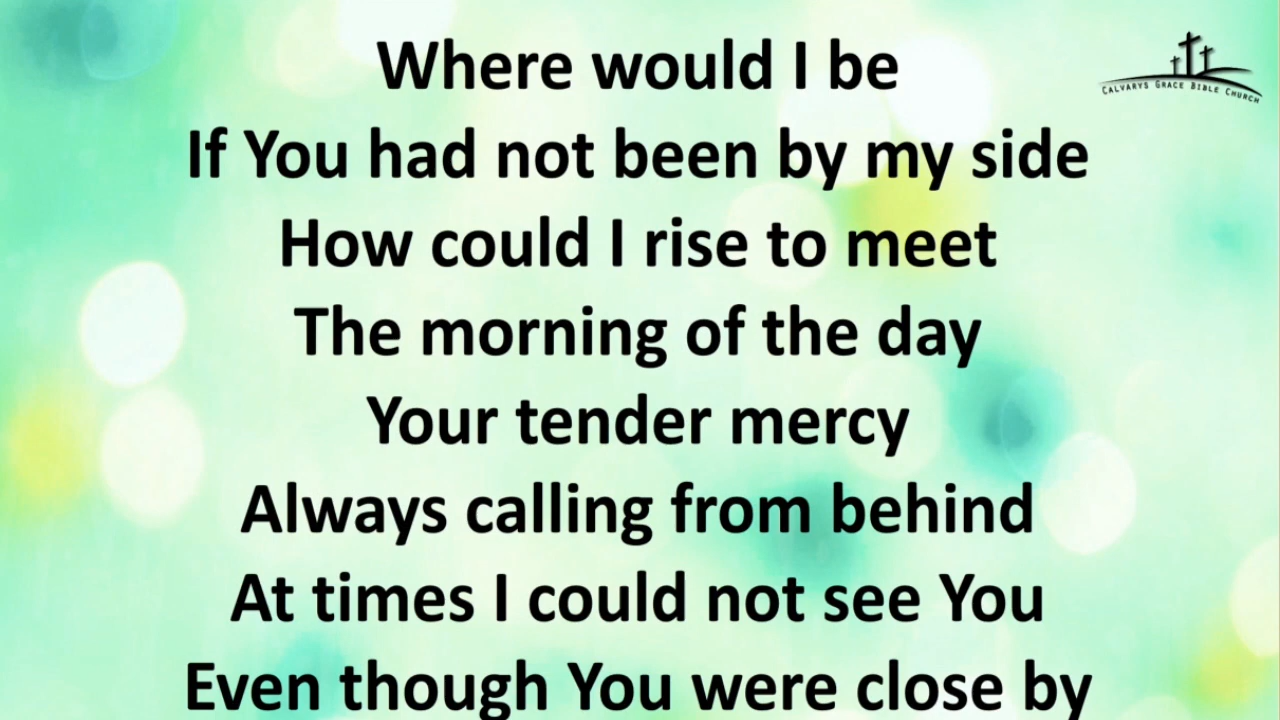 Where would I be
If You had not been by my side
How could I rise to meet
The morning of the day
Your tender mercy
Always calling from behind
At times I could not see You
Even though You were close by
CALVARYS GRACE BIBLE CHURCH